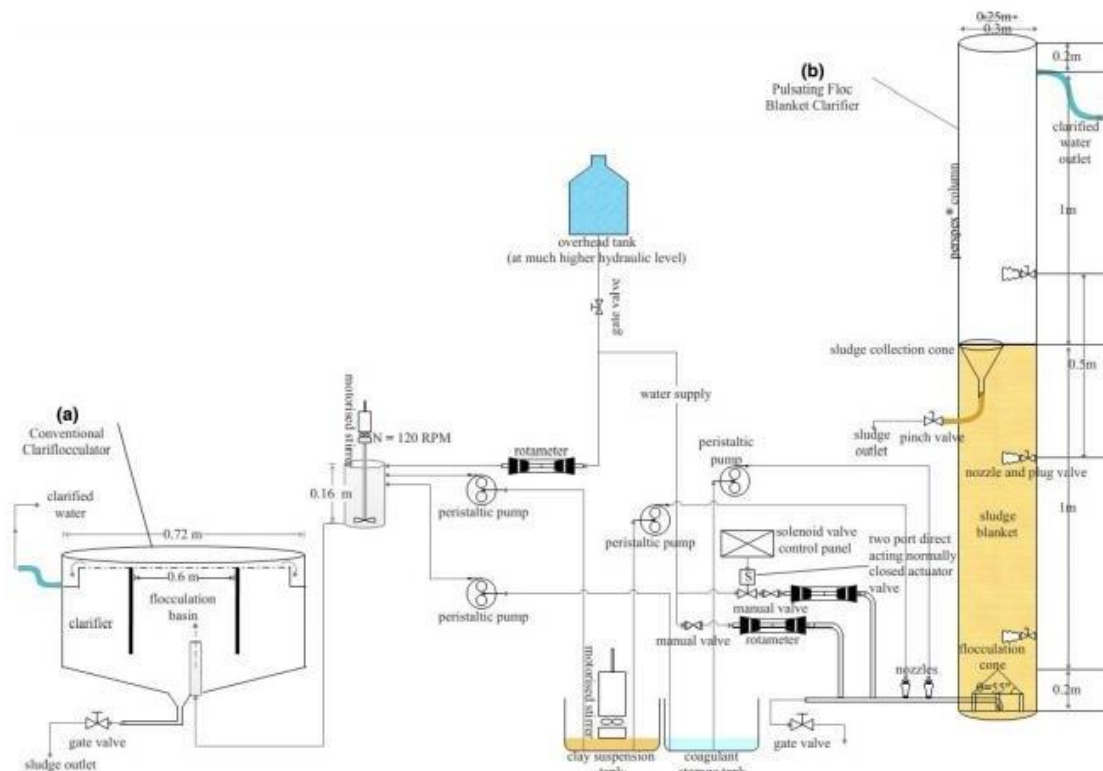 0.25m
0.3m
0.2m
(b)
Pulsating Floc
Blanket Clarifier
clarified
water
outlet
perspex® column
1m
overhead tank
(at much higher hydraulic level)
gate valve
sludge collection cone
0.5m
water supply
(a)
Conventional
Clariflocculator
motorised stirrer
N = 120 RPM
rotameter
peristaltic
pump
sludge
outlet
pinch valve
nozzle and plug valve
0.16 m
peristaltic pump
clarified
water
0.72 m
peristaltic pump
solenoid valve
control panel
two port direct
acting normally
closed actuator
valve
sludge
blanket
1m
S
0.6 m
flocculation
basin
clarifier
peristaltic pump
manual valve
manual valve
rotameter
motorised stirrer
nozzles
flocculation
cone
θ=55°
0.2m
gate valve
sludge outlet
clay suspension
tank
coagulant
storage tank
gate valve